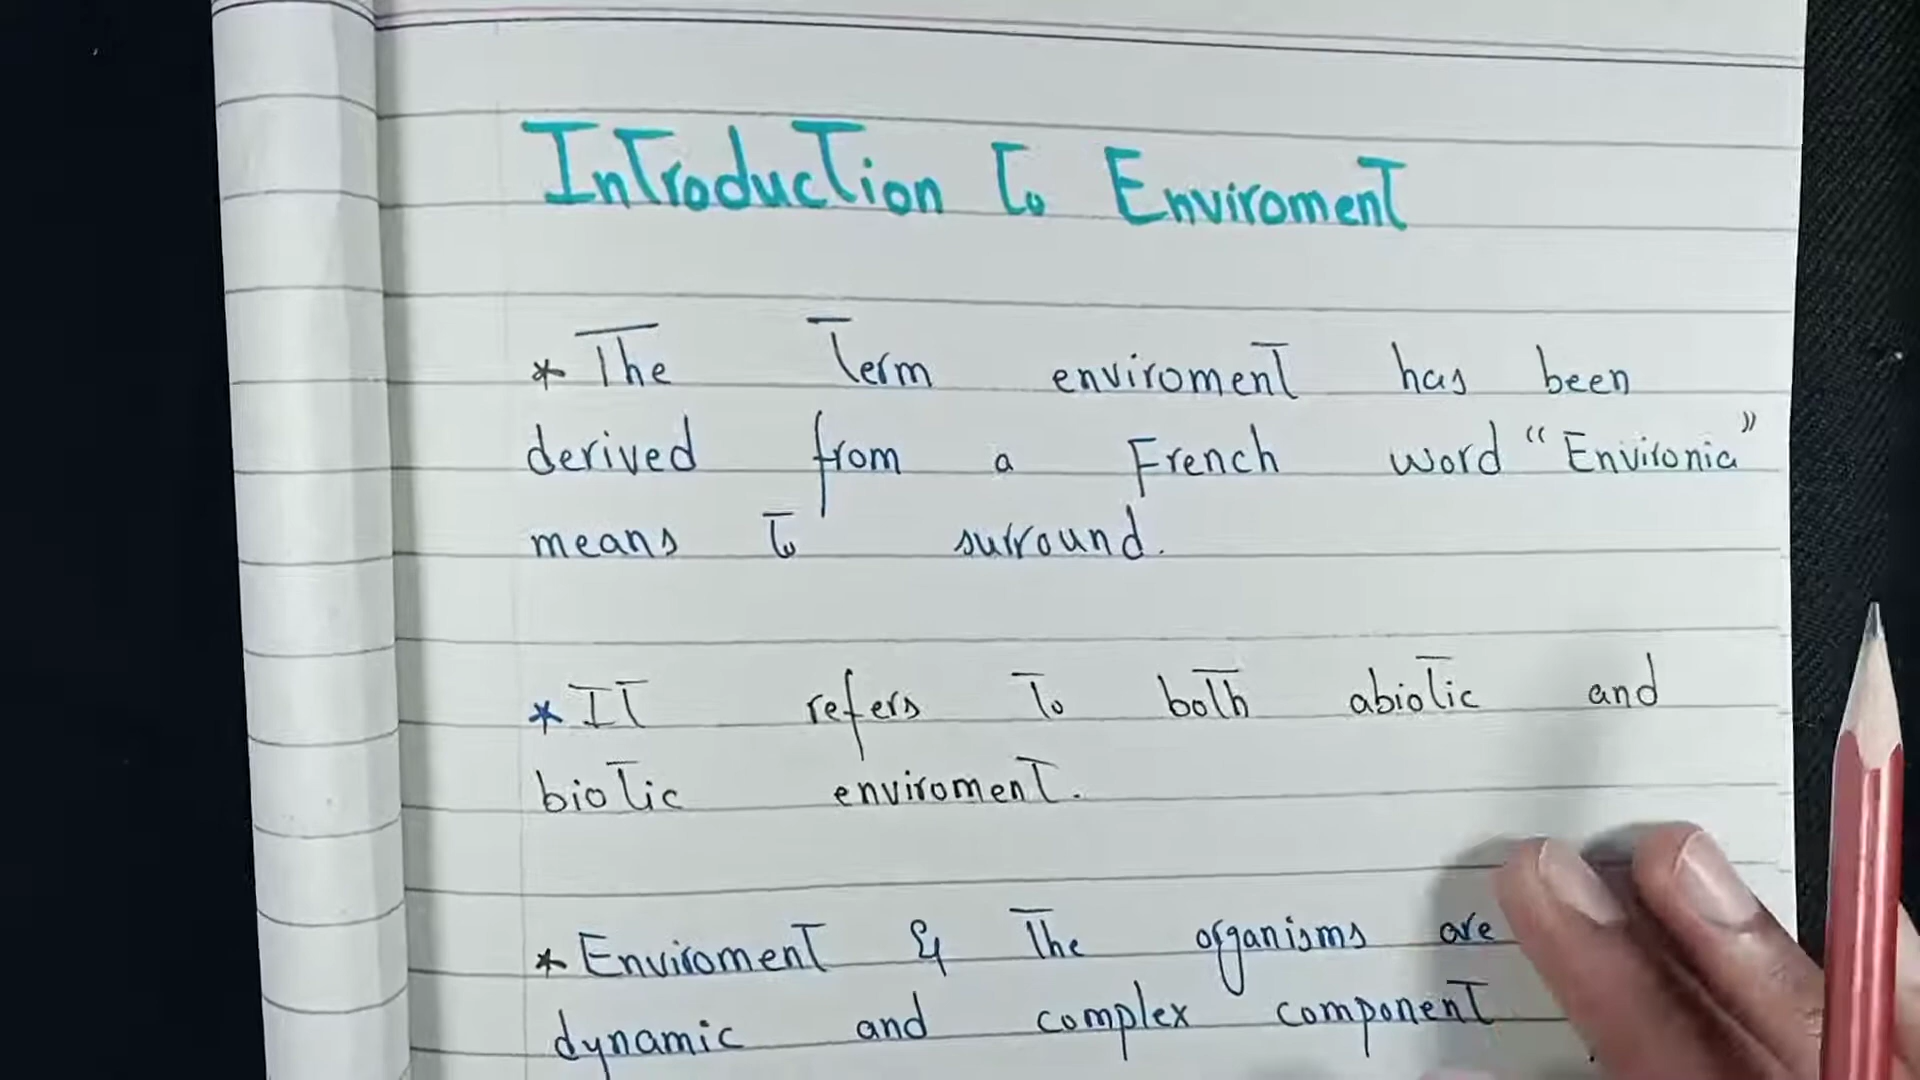 Introduction to Enviroment
* The term enviroment has been
derived from a French word "Environia"
means to surround.
* It refers to both abiotic and
biotic enviroment.
* Enviroment & the organisms are
dynamic and complex component